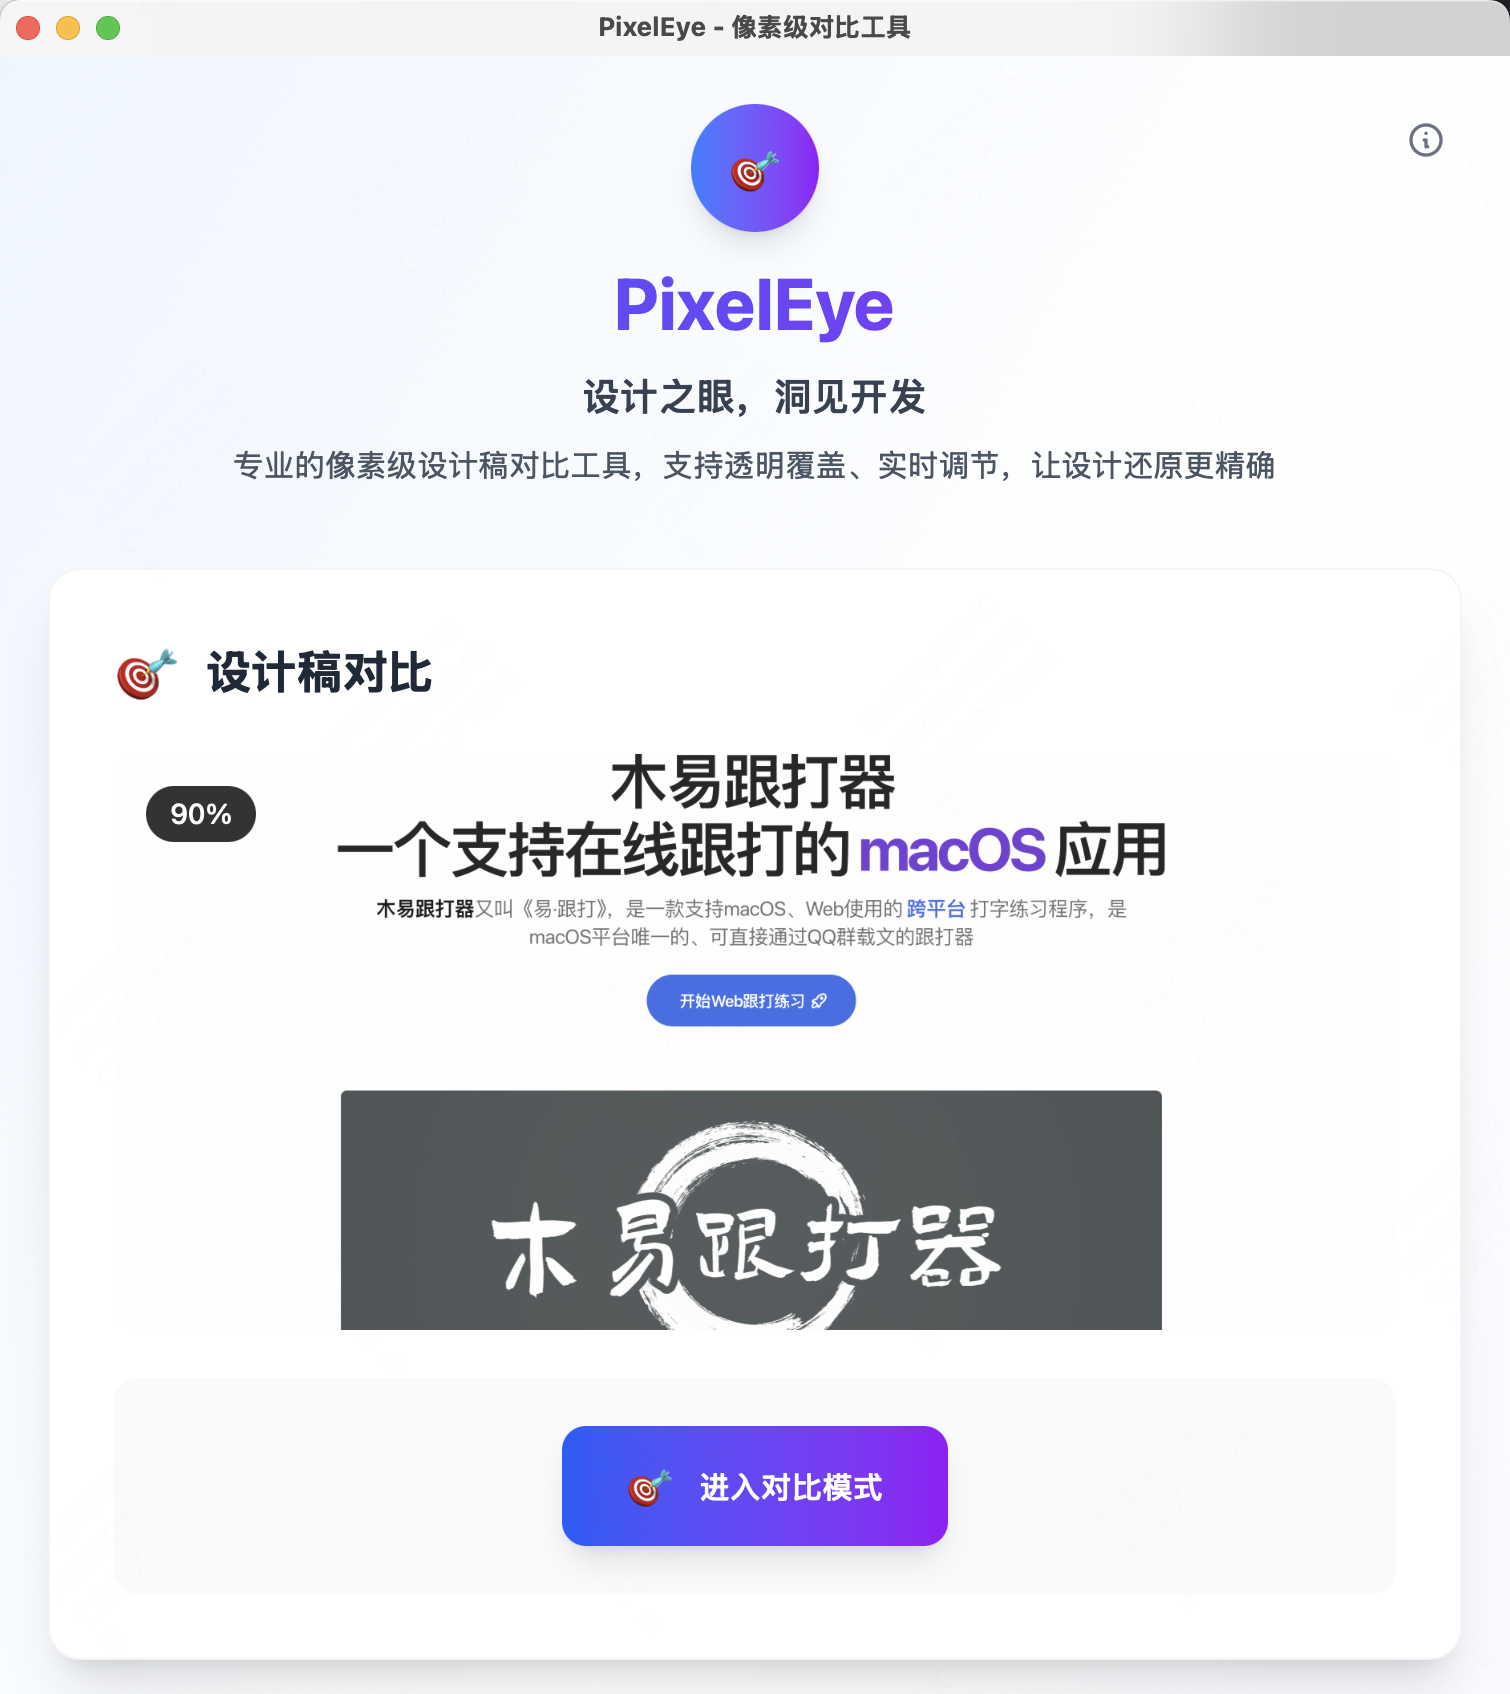 PixelEye - 像素级对比工具
PixelEye
设计之眼，洞见开发
专业的像素级设计稿对比工具，支持透明覆盖、实时调节，让设计还原更精确
设计稿对比
90%
木易跟打器
一个支持在线跟打的 macOS 应用
木易跟打器又叫《易·跟打》，是一款支持macOS、Web使用的 跨平台 打字练习程序，是
macOS平台唯一的、可直接通过QQ群载文的跟打器
开始Web跟打练习
木易跟打器
进入对比模式